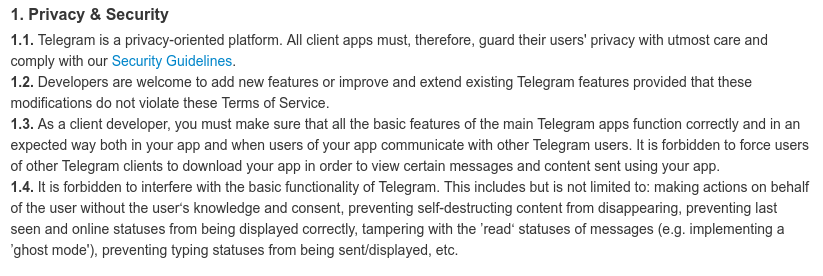 1. Privacy & Security
1.1. Telegram is a privacy-oriented platform. All client apps must, therefore, guard their users' privacy with utmost care and
comply with our Security Guidelines.
1.2. Developers are welcome to add new features or improve and extend existing Telegram features provided that these
modifications do not violate these Terms of Service.
1.3. As a client developer, you must make sure that all the basic features of the main Telegram apps function correctly and in an
expected way both in your app and when users of your app communicate with other Telegram users. It is forbidden to force users
of other Telegram clients to download your app in order to view certain messages and content sent using your app.
1.4. It is forbidden to interfere with the basic functionality of Telegram. This includes but is not limited to: making actions on behalf
of the user without the user‘s knowledge and consent, preventing self-destructing content from disappearing, preventing last
seen and online statuses from being displayed correctly, tampering with the ’read‘ statuses of messages (e.g. implementing a
’ghost mode'), preventing typing statuses from being sent/displayed, etc.